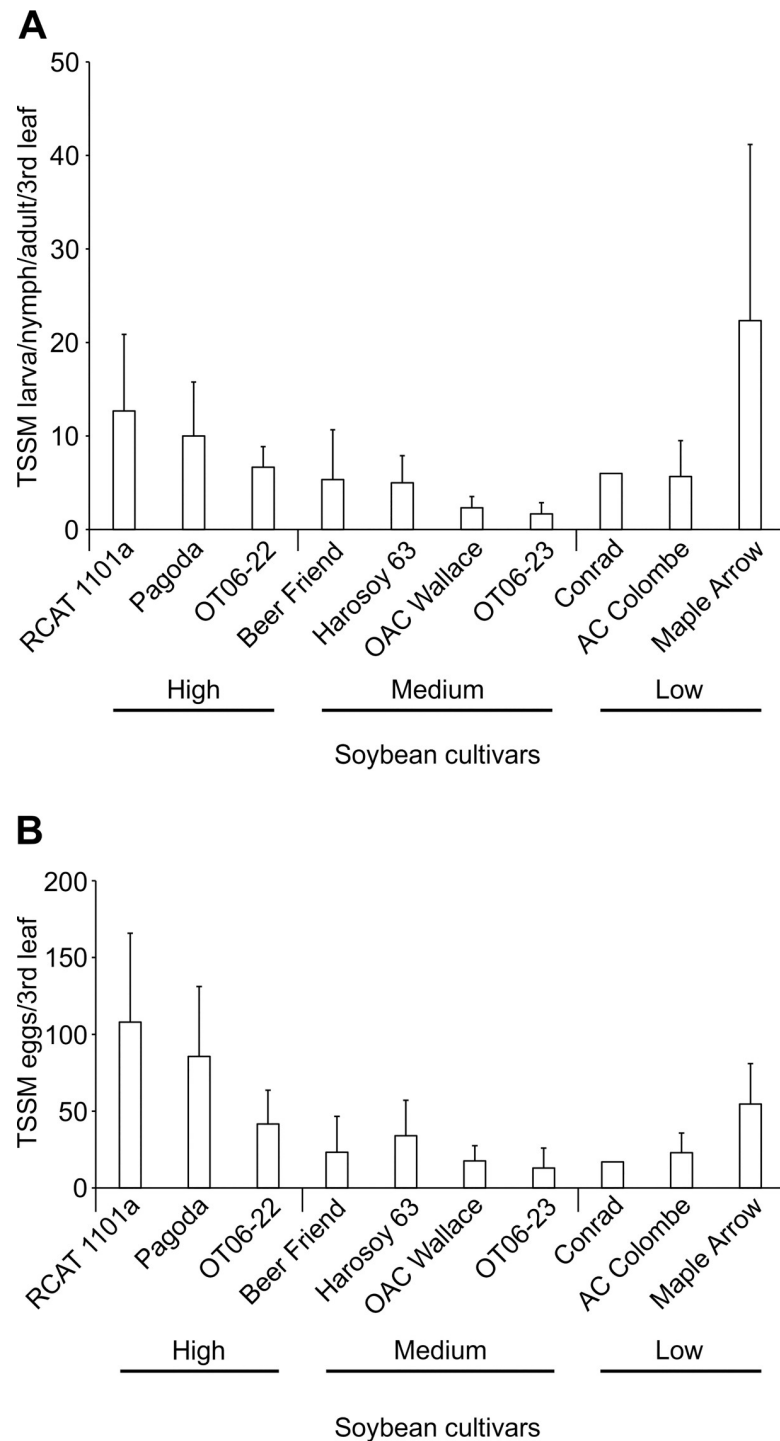 A
TSSM larva/nymph/adult/3rd leaf
50
40
30
20
10
0
RCAT 1101a
Pagoda
OT06-22
Beer Friend
Harosoy 63
OAC Wallace
OT06-23
Conrad
AC Colombe
Maple Arrow
High
Medium
Low
Soybean cultivars
B
TSSM eggs/3rd leaf
200
150
100
50
0
RCAT 1101a
Pagoda
OT06-22
Beer Friend
Harosoy 63
OAC Wallace
OT06-23
Conrad
AC Colombe
Maple Arrow
High
Medium
Low
Soybean cultivars